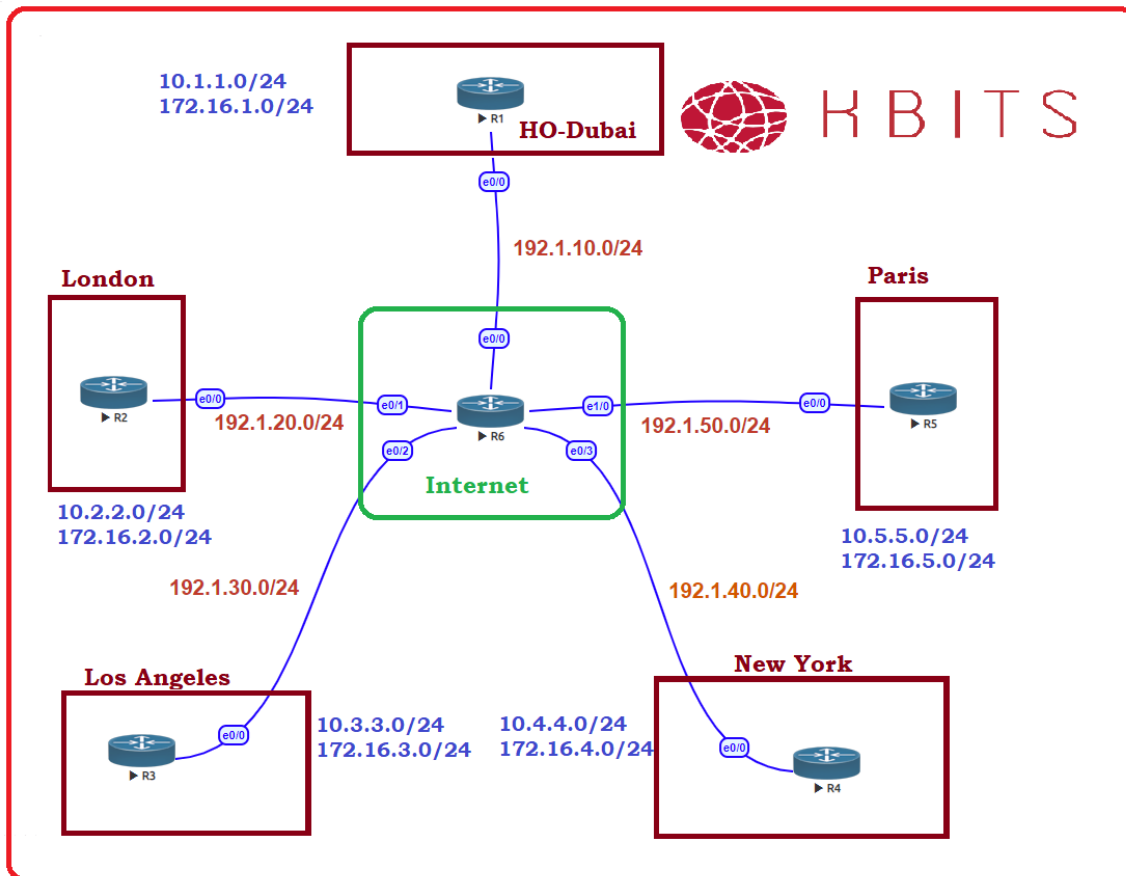 10.1.1.0/24
172.16.1.0/24
R1
HO-Dubai
KBITS
e0/0
192.1.10.0/24
London
Paris
e0/0
R2
e0/0
192.1.20.0/24
e0/1
R6
e1/0
192.1.50.0/24
e0/0
R5
e0/2
e0/3
Internet
10.2.2.0/24
172.16.2.0/24
10.5.5.0/24
172.16.5.0/24
192.1.30.0/24
192.1.40.0/24
Los Angeles
New York
R3
e0/0
10.3.3.0/24
172.16.3.0/24
10.4.4.0/24
172.16.4.0/24
e0/0
R4